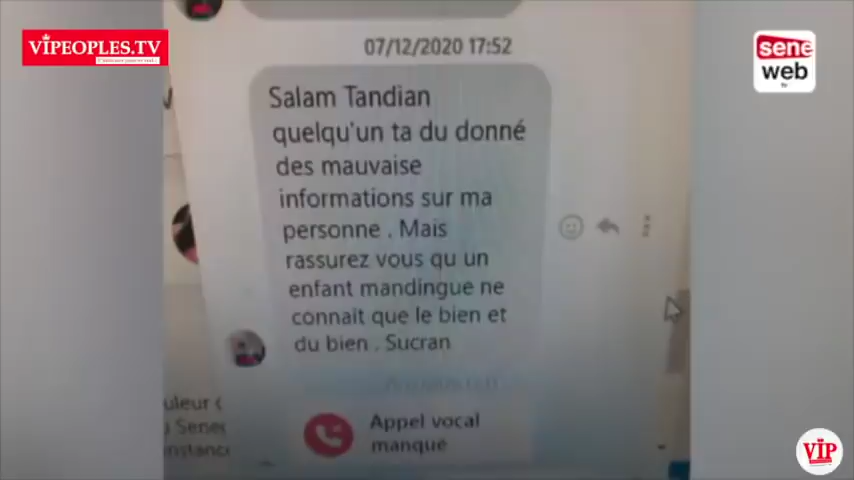 VIPEOPLES.TV
sene
web
tv
07/12/2020 17:52
Salam Tandian
quelqu'un ta du donné
des mauvaise
informations sur ma
personne . Mais
rassurez vous qu un
enfant mandingue ne
connait que le bien et
du bien . Sucran
uleur
Appel vocal
manqué
VIP